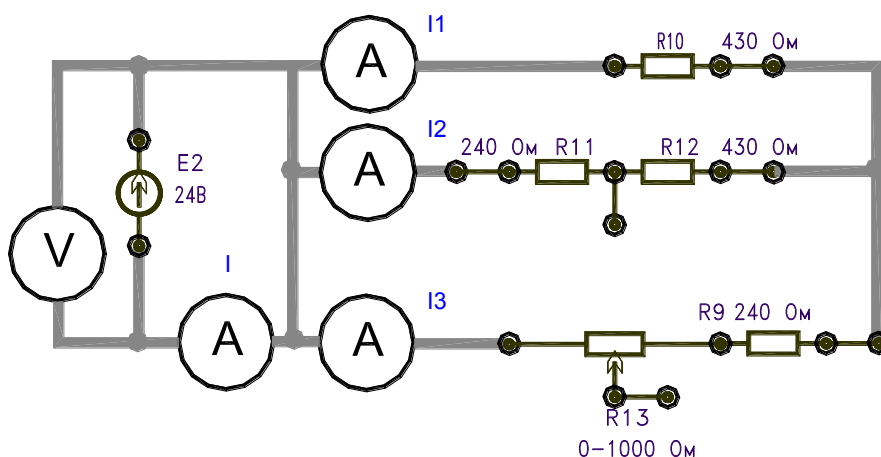 I1
A
R10 430 Ом
I2
A
240 Ом R11 R12 430 Ом
E2
24В
V
I
A
I3
A
R9 240 Ом
R13
0-1000 Ом